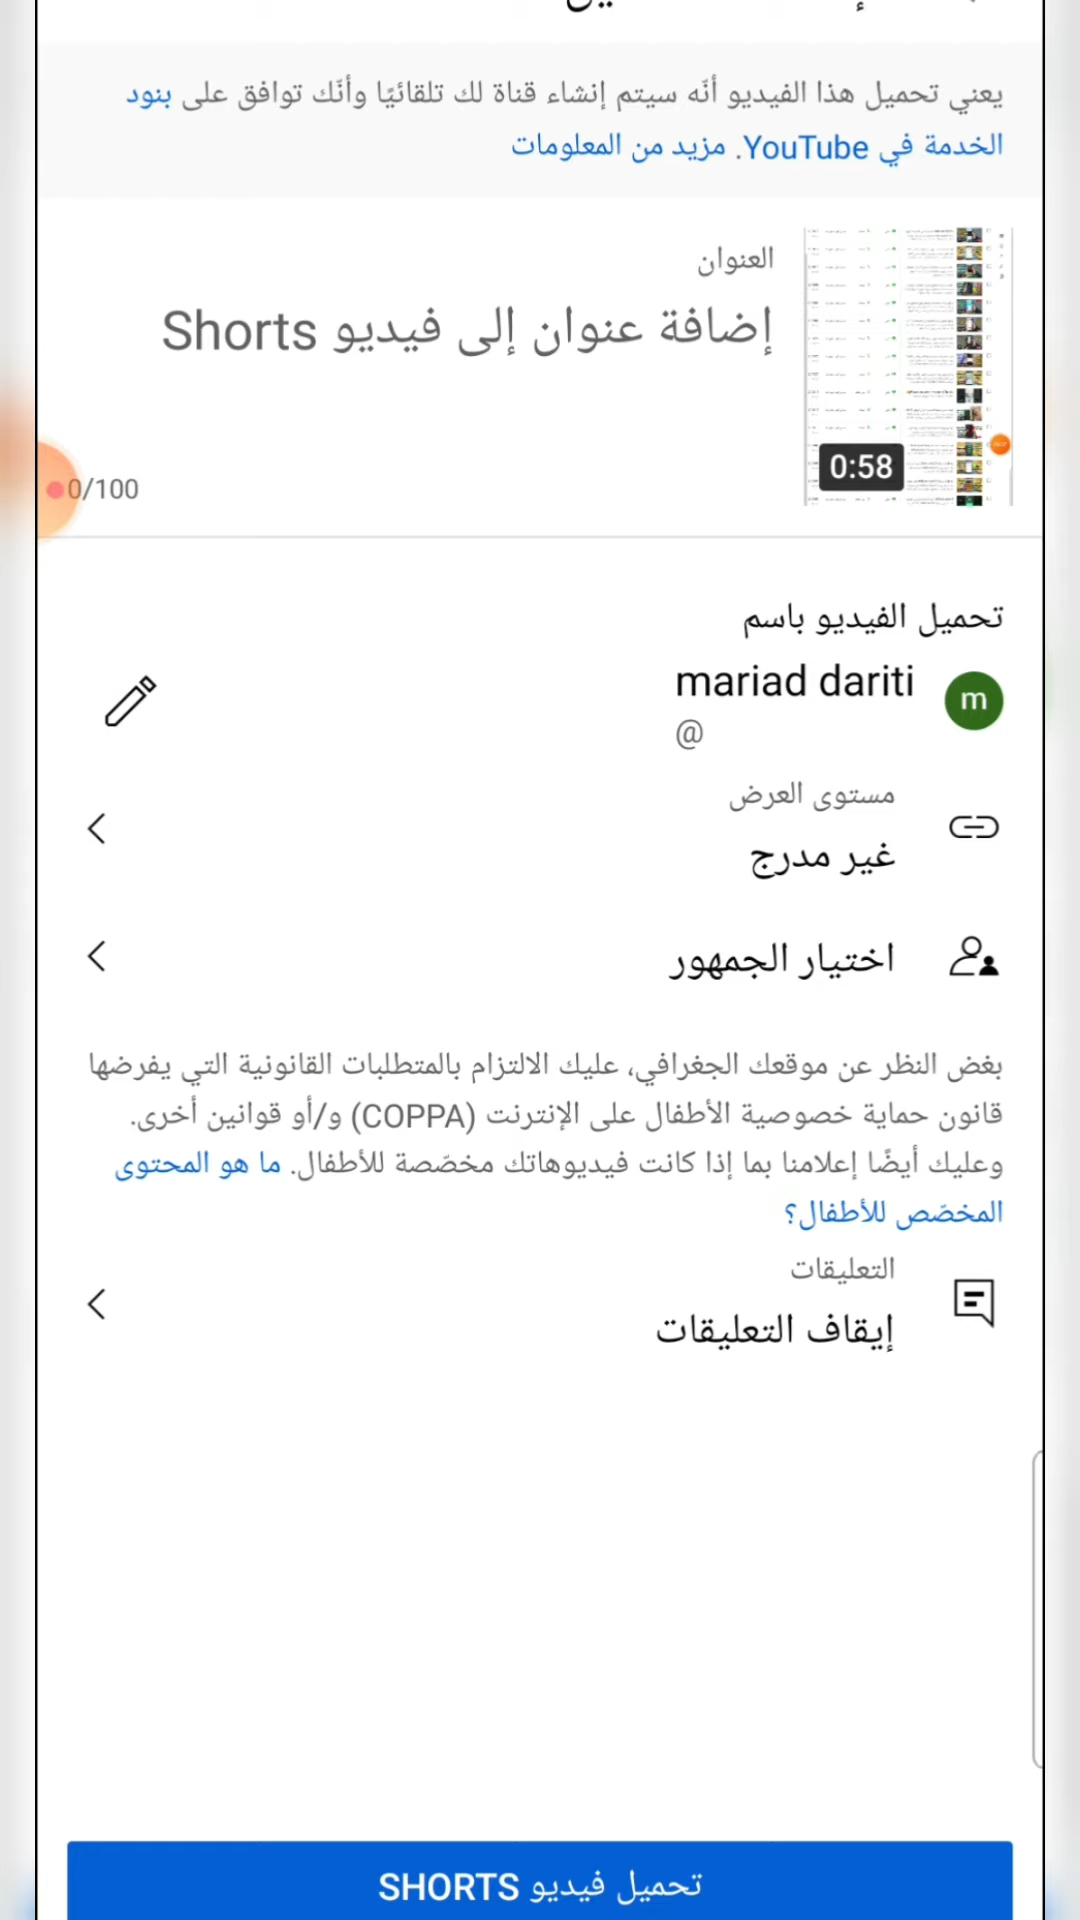 يعني تحميل هذا الفيديو أنّه سيتم إنشاء قناة لك تلقائيًا وأنّك توافق على بنود
الخدمة في YouTube. مزيد من المعلومات
العنوان
إضافة عنوان إلى فيديو Shorts
0:58
0/100
تحميل الفيديو باسم
mariad dariti
m
@
مستوى العرض
غير مدرج
اختيار الجمهور
بغض النظر عن موقعك الجغرافي، عليك الالتزام بالمتطلبات القانونية التي يفرضها
قانون حماية خصوصية الأطفال على الإنترنت (COPPA) و/أو قوانين أخرى.
وعليك أيضًا إعلامنا بما إذا كانت فيديوهاتك مخصّصة للأطفال. ما هو المحتوى
المخصّص للأطفال؟
التعليقات
إيقاف التعليقات
تحميل فيديو SHORTS